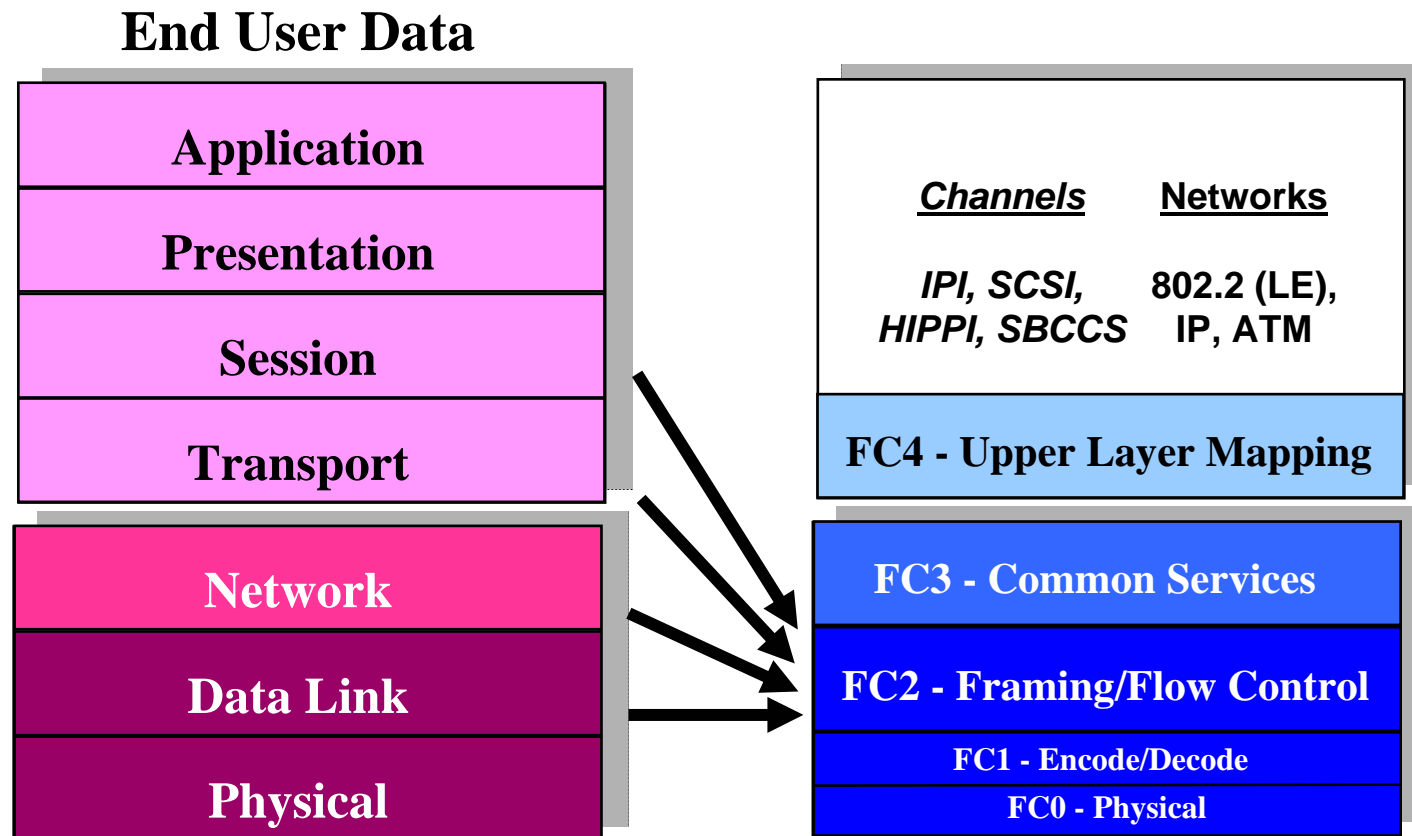 End User Data
Application
Presentation
Session
Transport
Network
Data Link
Physical
Channels Networks
IPI, SCSI, 802.2 (LE),
HIPPI, SBCCS IP, ATM
FC4 - Upper Layer Mapping
FC3 - Common Services
FC2 - Framing/Flow Control
FC1 - Encode/Decode
FC0 - Physical